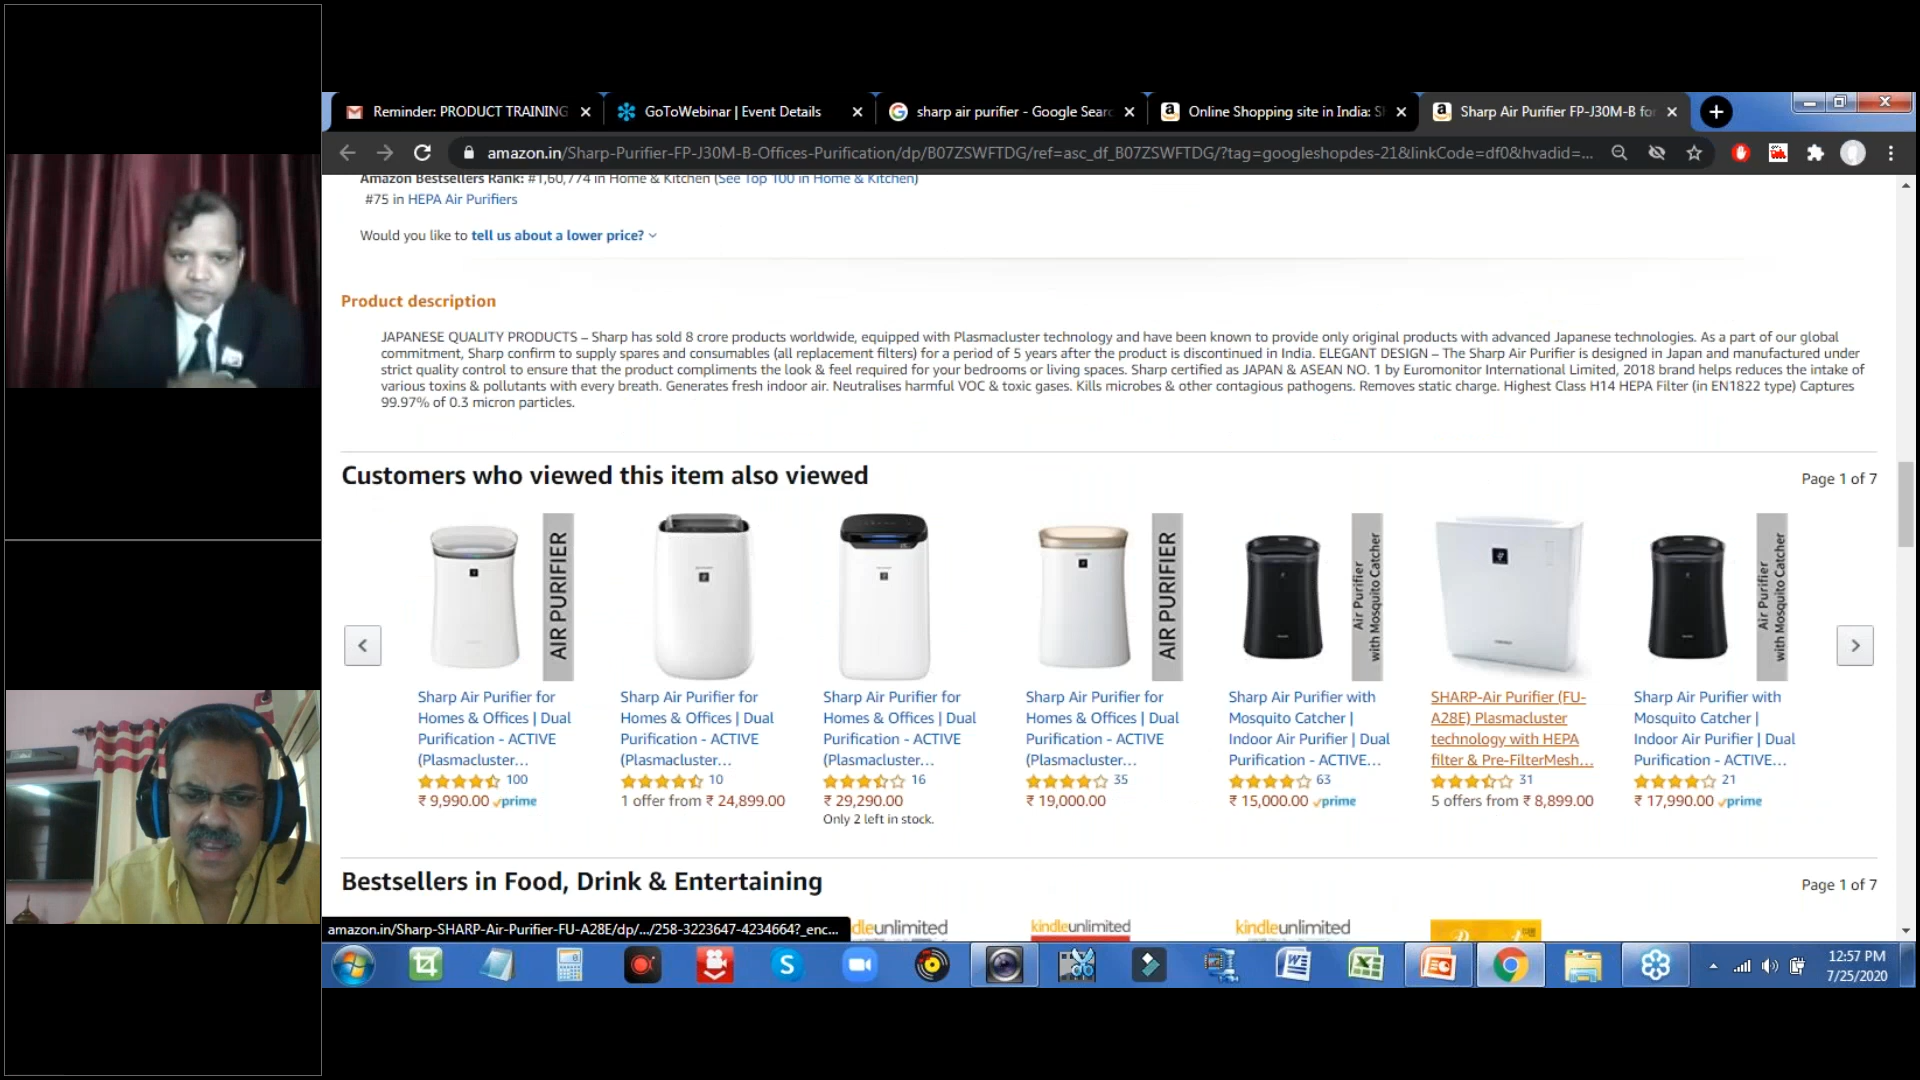 Reminder: PRODUCT TRAINING
GoToWebinar | Event Details
sharp air purifier - Google Searc
Online Shopping site in India: S
Sharp Air Purifier FP-J30M-B for
amazon.in/Sharp-Purifier-FP-J30M-B-Offices-Purification/dp/B07ZSWFTDG/ref=asc_df_B07ZSWFTDG/?tag=googleshopdes-21&linkCode=df0&hvadid=...
Amazon Bestsellers Rank: #1,60,774 in Home & Kitchen (See Top 100 in Home & Kitchen)
#75 in HEPA Air Purifiers
Would you like to tell us about a lower price?
Product description
JAPANESE QUALITY PRODUCTS – Sharp has sold 8 crore products worldwide, equipped with Plasmacluster technology and have been known to provide only original products with advanced Japanese technologies. As a part of our global
commitment, Sharp confirm to supply spares and consumables (all replacement filters) for a period of 5 years after the product is discontinued in India. ELEGANT DESIGN – The Sharp Air Purifier is designed in Japan and manufactured under
strict quality control to ensure that the product compliments the look & feel required for your bedrooms or living spaces. Sharp certified as JAPAN & ASEAN NO. 1 by Euromonitor International Limited, 2018 brand helps reduces the intake of
various toxins & pollutants with every breath. Generates fresh indoor air. Neutralises harmful VOC & toxic gases. Kills microbes & other contagious pathogens. Removes static charge. Highest Class H14 HEPA Filter (in EN1822 type) Captures
99.97% of 0.3 micron particles.
Customers who viewed this item also viewed
Page 1 of 7
AIR PURIFIER
Sharp Air Purifier for
Homes & Offices | Dual
Purification - ACTIVE
(Plasmacluster...
100
₹ 9,990.00 prime
Sharp Air Purifier for
Homes & Offices | Dual
Purification - ACTIVE
(Plasmacluster...
10
1 offer from ₹ 24,899.00
Sharp Air Purifier for
Homes & Offices | Dual
Purification - ACTIVE
(Plasmacluster...
16
₹ 29,290.00
Only 2 left in stock.
AIR PURIFIER
Sharp Air Purifier for
Homes & Offices | Dual
Purification - ACTIVE
(Plasmacluster...
35
₹ 19,000.00
Air Purifier
with Mosquito Catcher
Sharp Air Purifier with
Mosquito Catcher |
Indoor Air Purifier | Dual
Purification - ACTIVE...
63
₹ 15,000.00 prime
SHARP-Air Purifier (FU-
A28E) Plasmacluster
technology with HEPA
filter & Pre-FilterMesh...
31
5 offers from ₹ 8,899.00
Air Purifier
with Mosquito Catcher
Sharp Air Purifier with
Mosquito Catcher |
Indoor Air Purifier | Dual
Purification - ACTIVE...
21
₹ 17,990.00 prime
Bestsellers in Food, Drink & Entertaining
Page 1 of 7
amazon.in/Sharp-SHARP-Air-Purifier-FU-A28E/dp/.../258-3223647-4234664?_enc...
dleunlimited
kindleunlimited
kindleunlimited
12:57 PM
7/25/2020